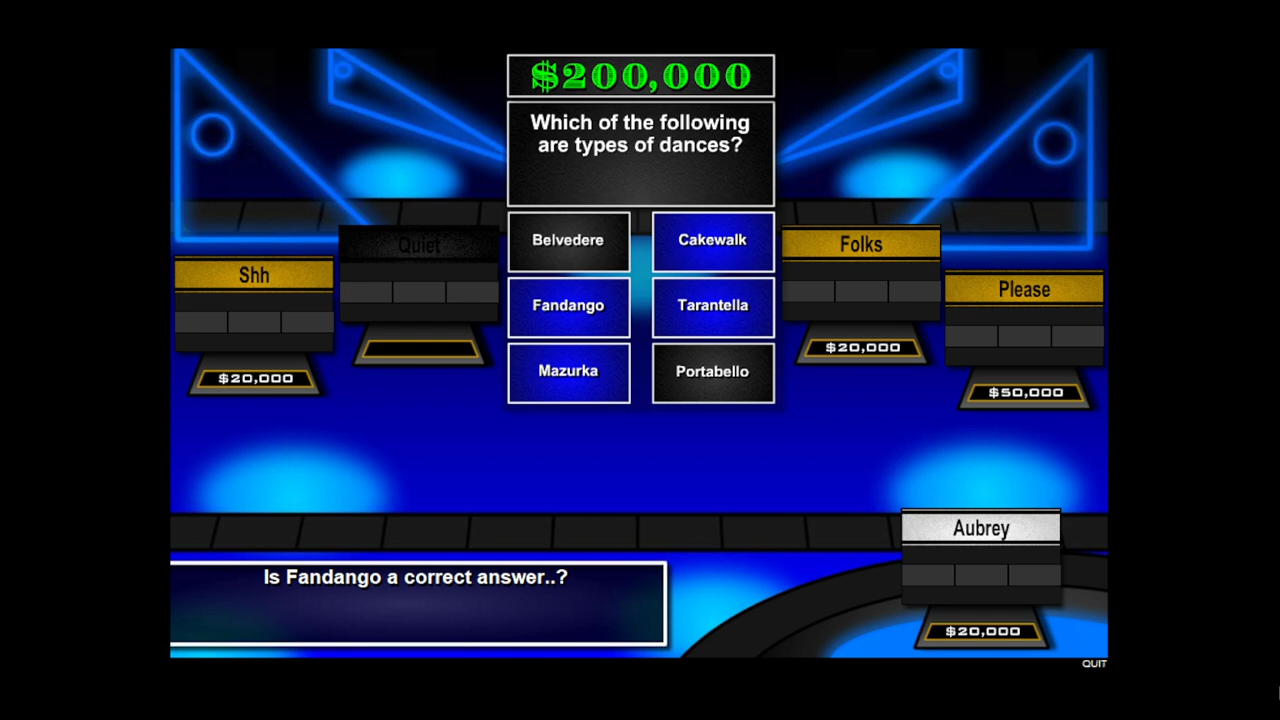 $200,000
Which of the following
are types of dances?
Belvedere
Cakewalk
Fandango
Tarantella
Mazurka
Portabello
Shh
$20,000
Quiet
Folks
$20,000
Please
$50,000
Aubrey
$20,000
Is Fandango a correct answer..?
QUIT